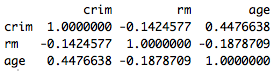 crim rm age
crim 1.0000000 -0.1424577 0.4476638
rm -0.1424577 1.0000000 -0.1878709
age 0.4476638 -0.1878709 1.0000000